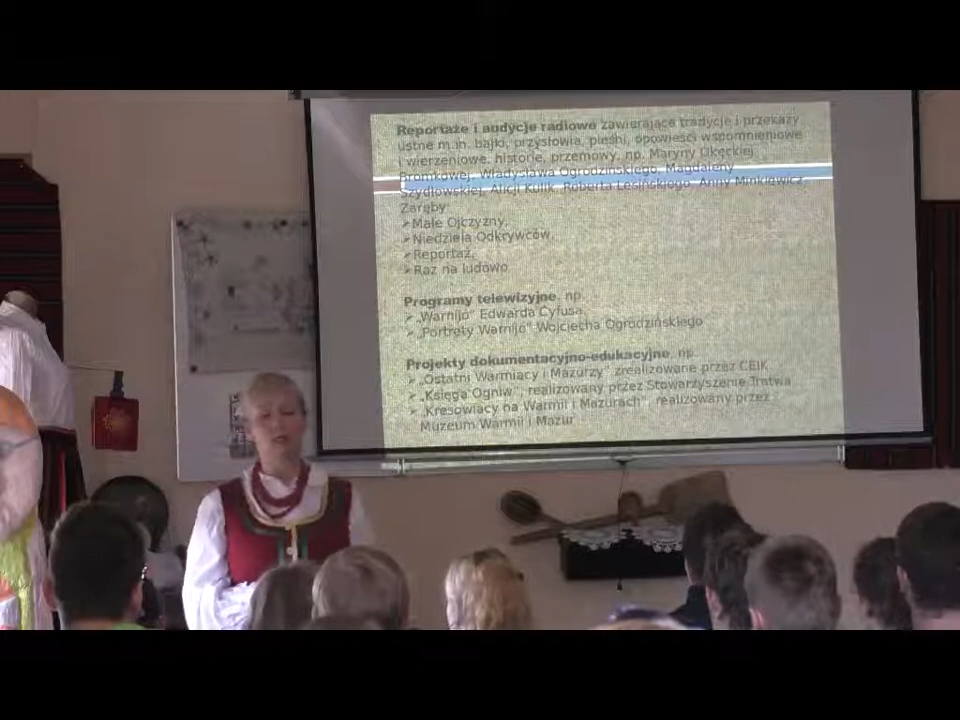 Reportaże i audycje radiowe zawierające tradycje i przekazy
ustne m.in. bajki, przysłowia, pieśni, opowieści wspomnieniowe
i wierzeniowe, historie, przemowy, np. Maryny Okęckiej
Bromkowej, Władysława Ogrodzińskiego, Magdaleny
Szydłowskiej, Alicji Kulik, Roberta Lesińskiego, Anny Minkiewicz
Zaręby:
➢Małe Ojczyzny,
➢Niedziela Odkrywców,
➢Reportaż,
➢Raz na ludowo
Programy telewizyjne, np.
➢ „Warnijo” Edwarda Cyfusa
➢ „Portrety Warnijo” Wojciecha Ogrodzińskiego
Projekty dokumentacyjno-edukacyjne, np.
➢ „Ostatni Warmiacy i Mazurzy” zrealizowane przez CEIK,
➢ „Księga Ogniw”, realizowany przez Stowarzyszenie Tratwa
➢ „Kresowiacy na Warmii i Mazurach”, realizowany przez
Muzeum Warmii i Mazur